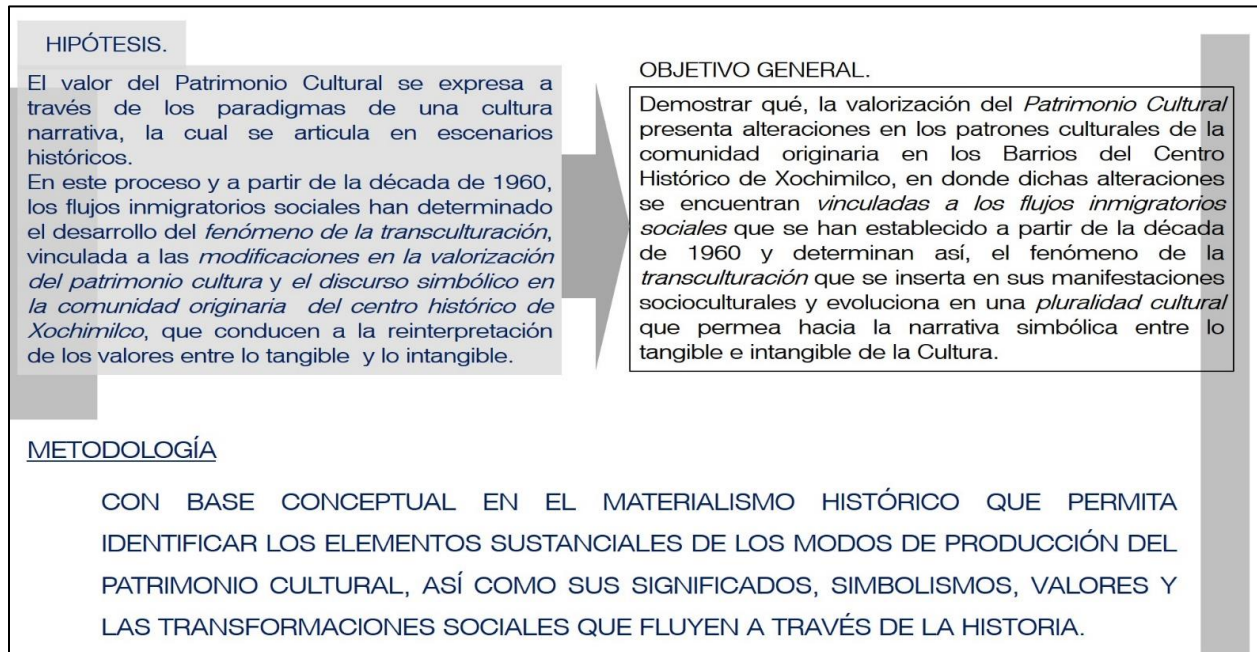 HIPÓTESIS.
El valor del Patrimonio Cultural se expresa a
través de los paradigmas de una cultura
narrativa, la cual se articula en escenarios
históricos.
En este proceso y a partir de la década de 1960,
los flujos inmigratorios sociales han determinado
el desarrollo del fenómeno de la transculturación,
vinculada a las modificaciones en la valorización
del patrimonio cultura y el discurso simbólico en
la comunidad originaria del centro histórico de
Xochimilco, que conducen a la reinterpretación
de los valores entre lo tangible y lo intangible.
OBJETIVO GENERAL.
Demostrar qué, la valorización del Patrimonio Cultural
presenta alteraciones en los patrones culturales de la
comunidad originaria en los Barrios del Centro
Histórico de Xochimilco, en donde dichas alteraciones
se encuentran vinculadas a los flujos inmigratorios
sociales que se han establecido a partir de la década
de 1960 y determinan así, el fenómeno de la
transculturación que se inserta en sus manifestaciones
socioculturales y evoluciona en una pluralidad cultural
que permea hacia la narrativa simbólica entre lo
tangible e intangible de la Cultura.
METODOLOGÍA
CON BASE CONCEPTUAL EN EL MATERIALISMO HISTÓRICO QUE PERMITA
IDENTIFICAR LOS ELEMENTOS SUSTANCIALES DE LOS MODOS DE PRODUCCIÓN DEL
PATRIMONIO CULTURAL, ASÍ COMO SUS SIGNIFICADOS, SIMBOLISMOS, VALORES Y
LAS TRANSFORMACIONES SOCIALES QUE FLUYEN A TRAVÉS DE LA HISTORIA.